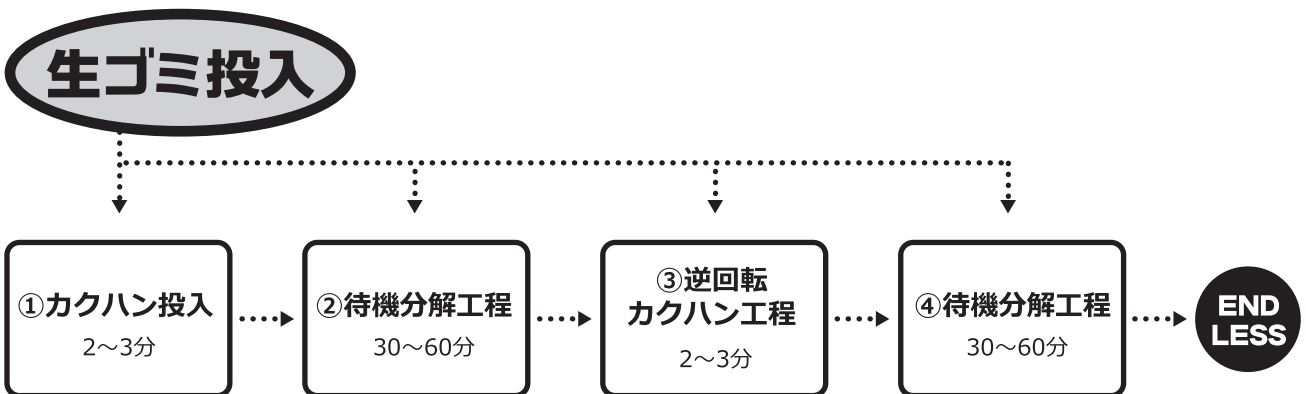 生ゴミ投入
①カクハン投入
2〜3分
②待機分解工程
30〜60分
③逆回転
カクハン工程
2〜3分
④待機分解工程
30〜60分
END
LESS